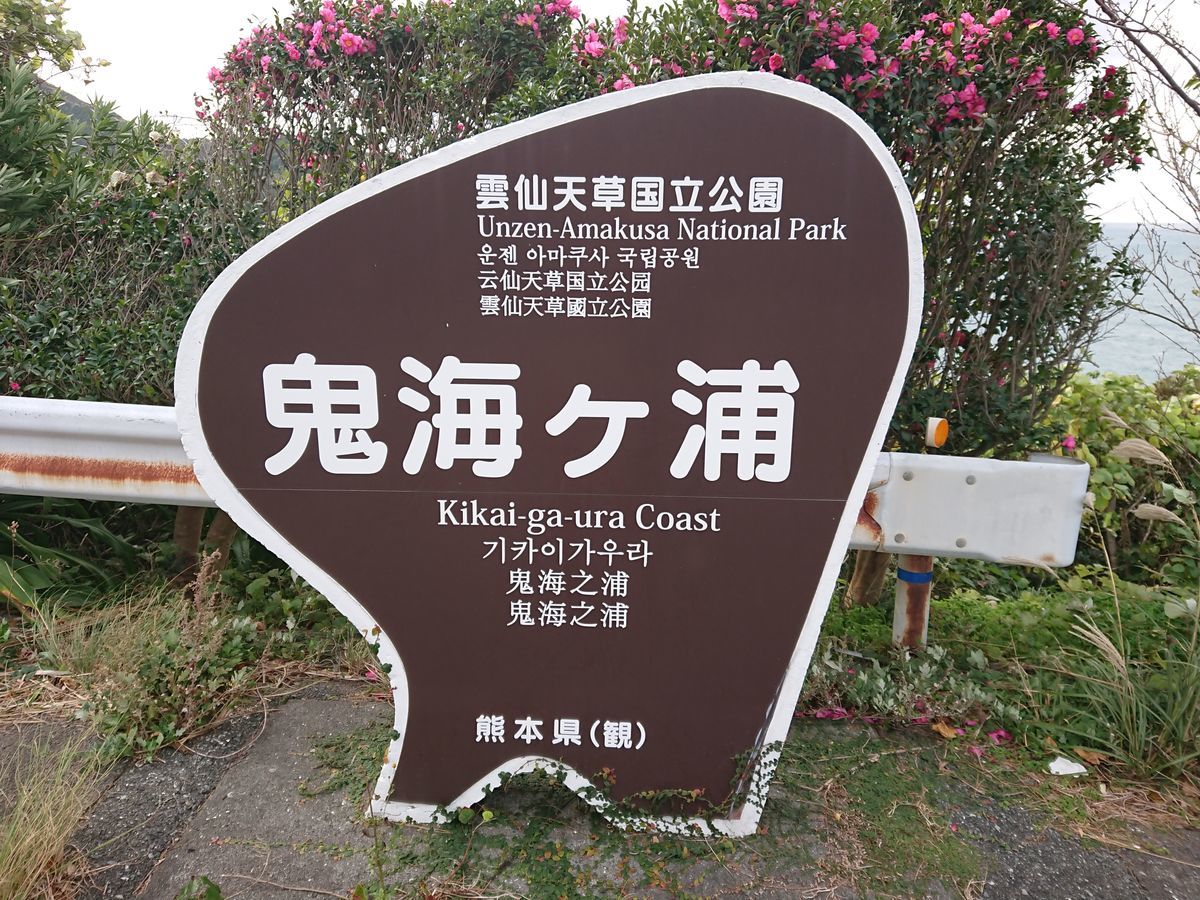 雲仙天草国立公園
Unzen-Amakusa National Park
운젠 아마쿠사 국립공원
云仙天草国立公园
雲仙天草國立公園
鬼海ヶ浦
Kikai-ga-ura Coast
기카이가우라
鬼海之浦
鬼海之浦
熊本県(観)